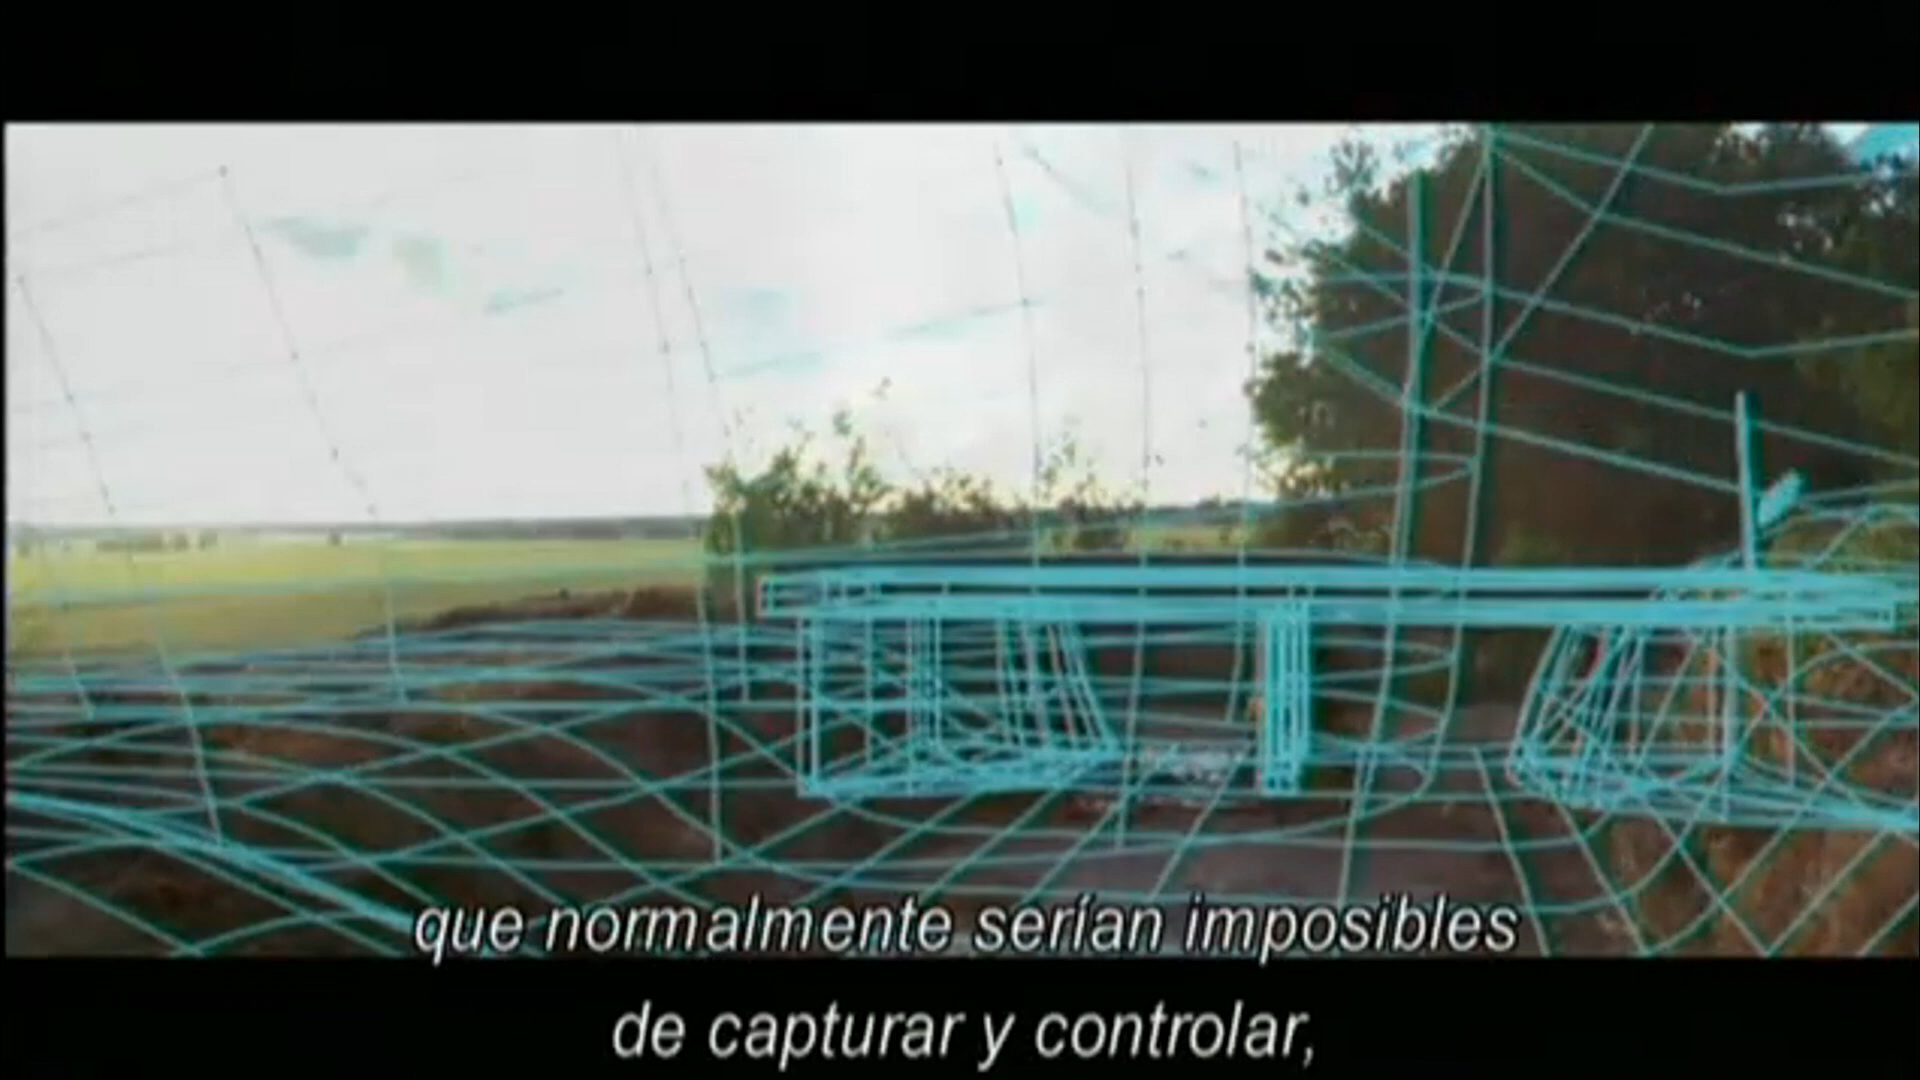 que normalmente serían imposibles
de capturar y controlar,